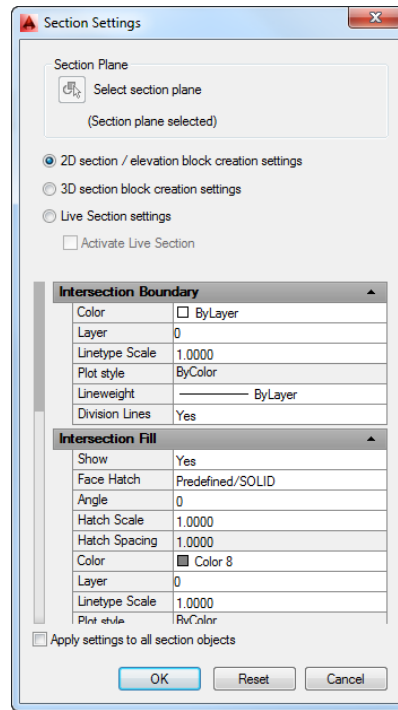 Section Settings
Section Plane
Select section plane
(Section plane selected)
2D section / elevation block creation settings
3D section block creation settings
Live Section settings
Activate Live Section
Intersection Boundary
Color ByLayer
Layer 0
Linetype Scale 1.0000
Plot style ByColor
Lineweight ByLayer
Division Lines Yes
Intersection Fill
Show Yes
Face Hatch Predefined/SOLID
Angle 0
Hatch Scale 1.0000
Hatch Spacing 1.0000
Color Color 8
Layer 0
Linetype Scale 1.0000
Plot style ByColor
Apply settings to all section objects
OK Reset Cancel